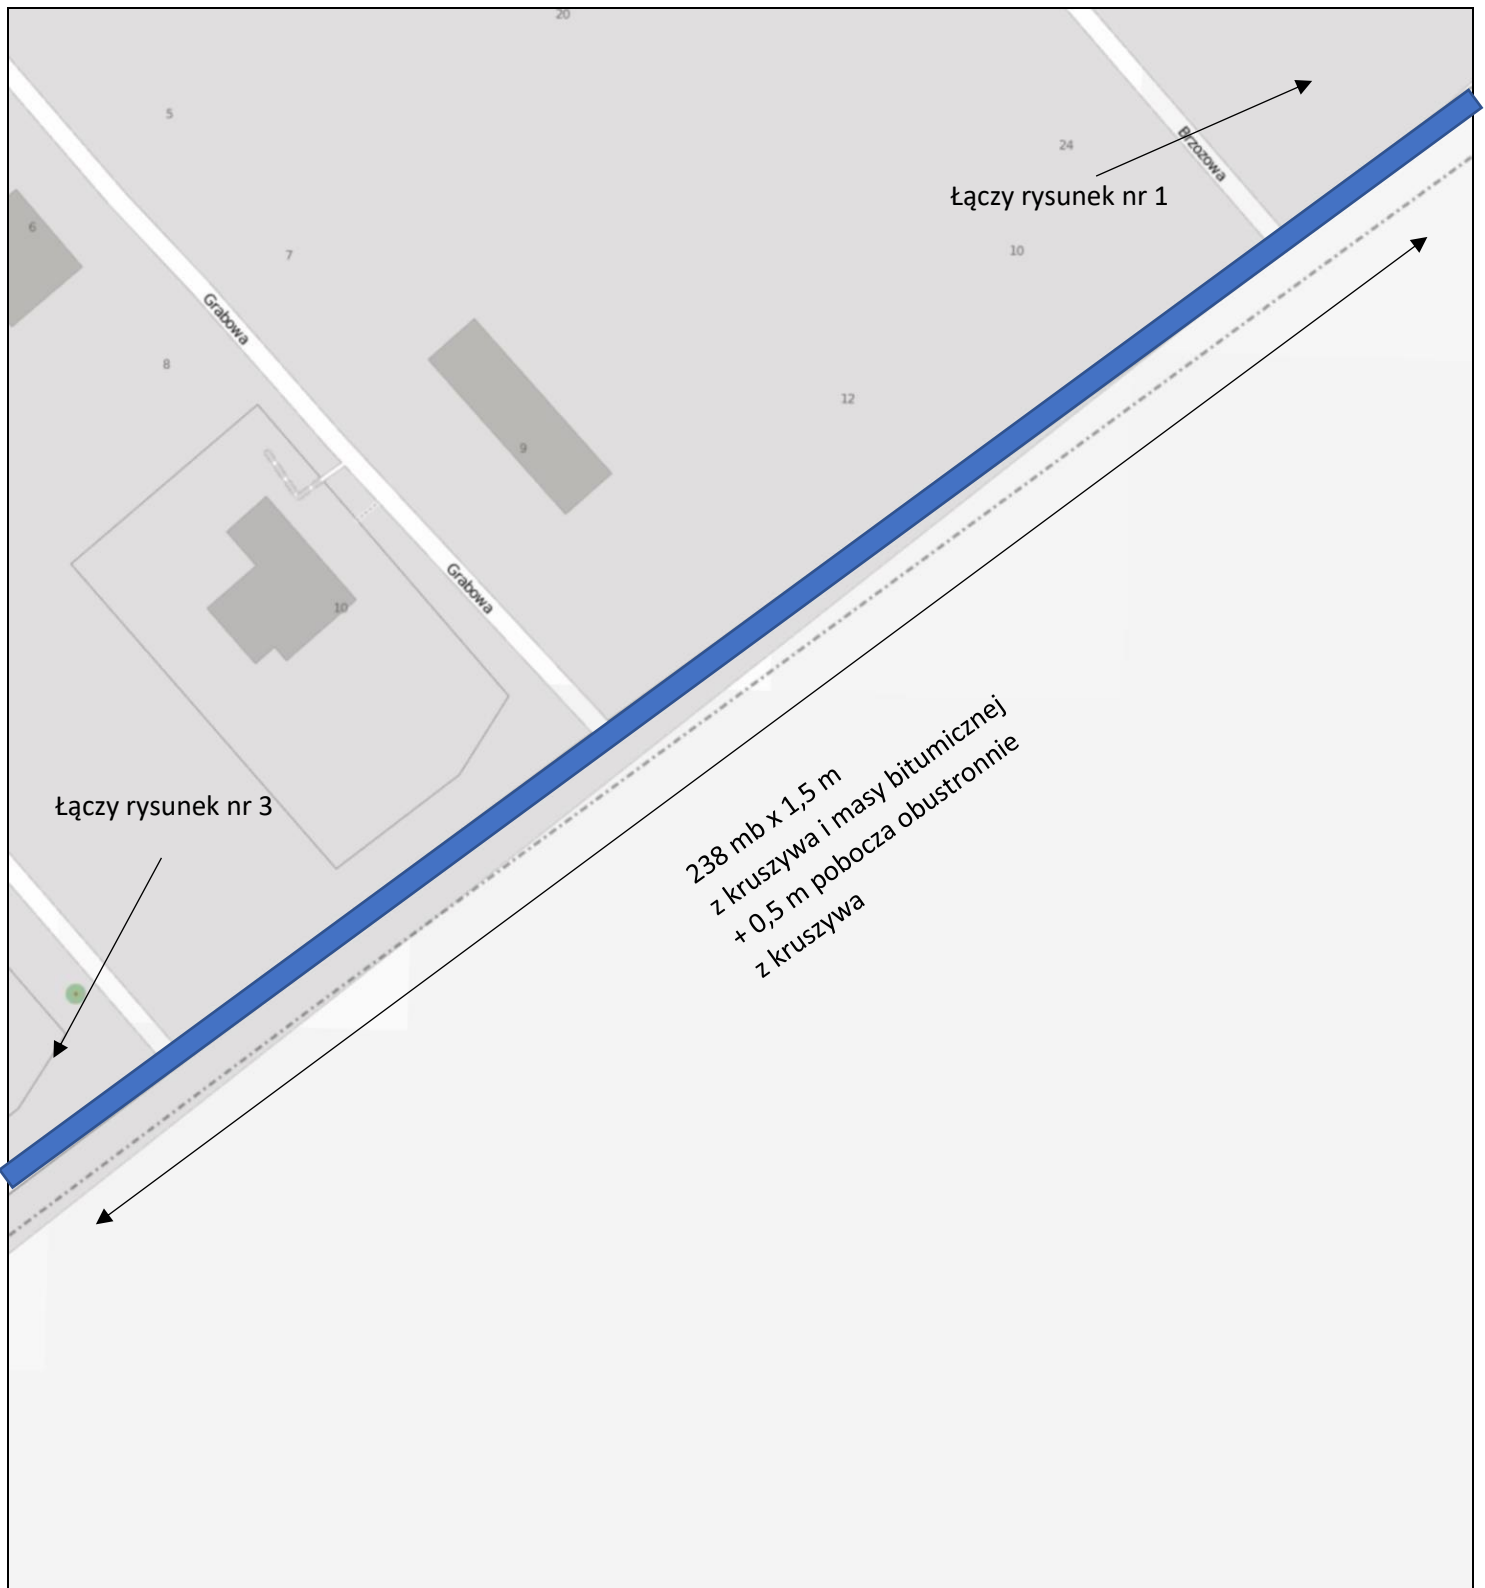 20
5
Brzozowa
24
Łączy rysunek nr 1
6
7
10
Grabowa
8
12
9
Grabowa
10
Łączy rysunek nr 3
238 mb x 1,5 m
z kruszywa i masy bitumicznej
+ 0,5 m pobocza obustronnie
z kruszywa